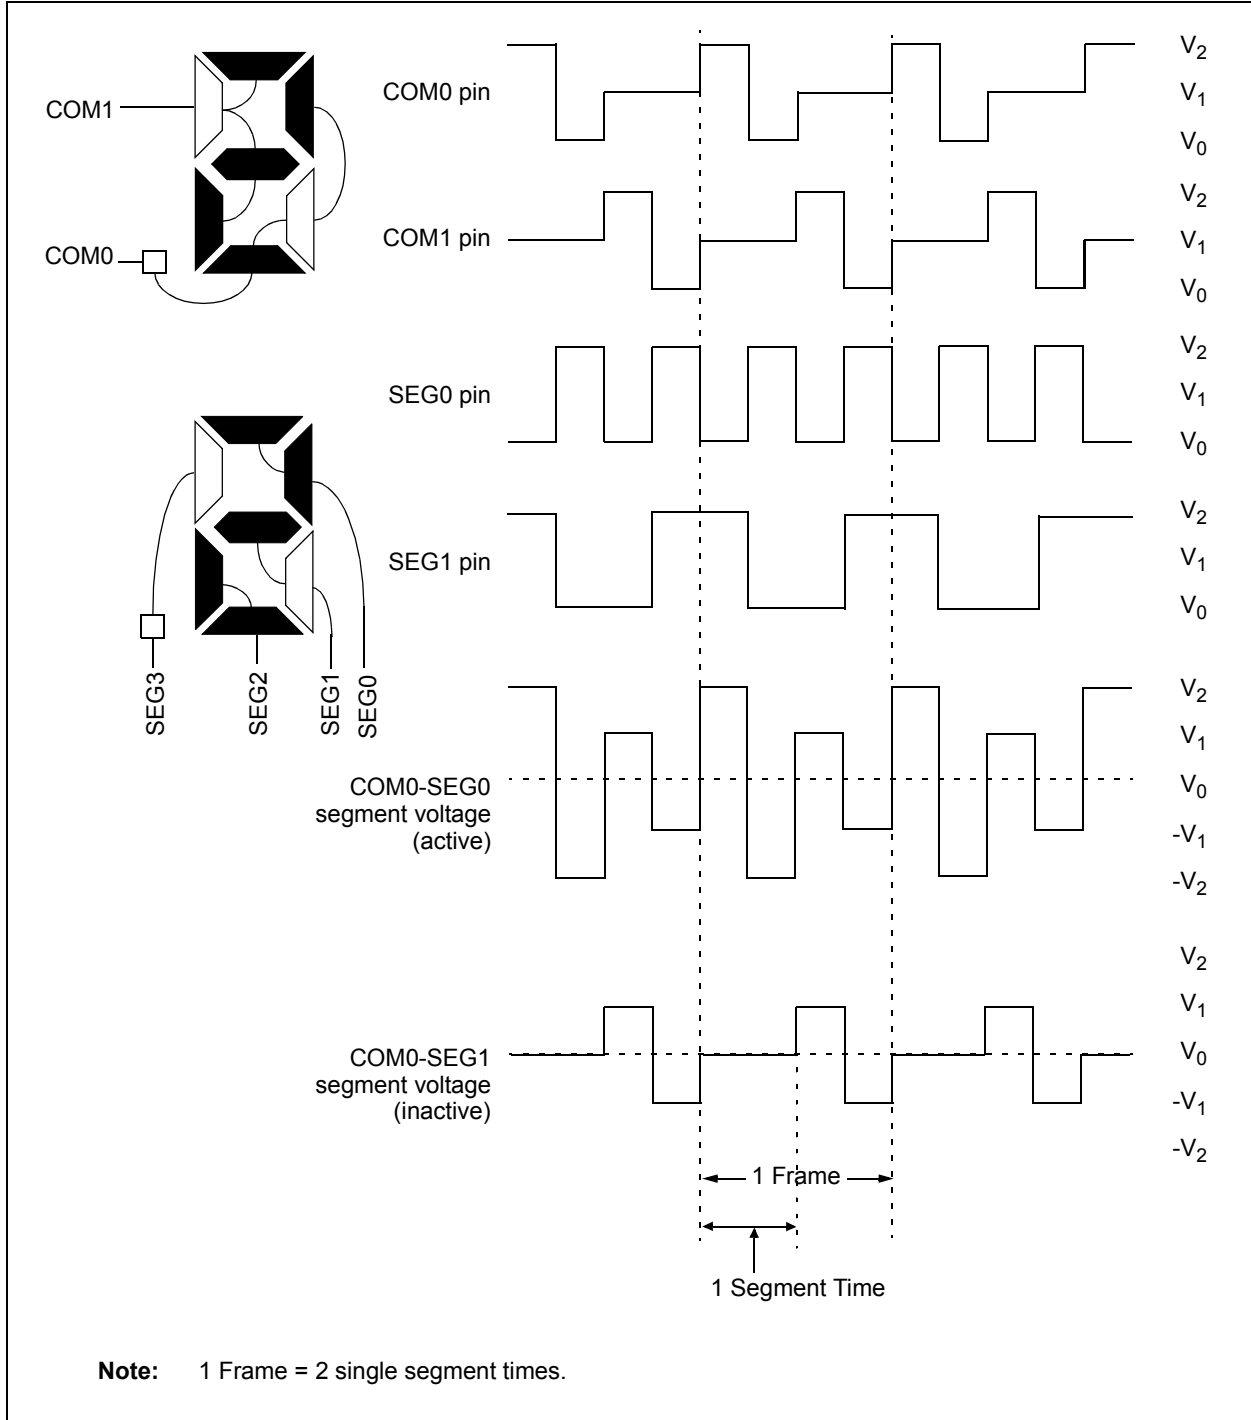 COM1
COM0
COM0 pin
V2
V1
V0
COM1 pin
V2
V1
V0
SEG0 pin
V2
V1
V0
SEG1 pin
V2
V1
V0
SEG3
SEG2
SEG1
SEG0
COM0-SEG0
segment voltage
(active)
V2
V1
V0
-V1
-V2
COM0-SEG1
segment voltage
(inactive)
V2
V1
V0
-V1
-V2
1 Frame
1 Segment Time
Note: 1 Frame = 2 single segment times.